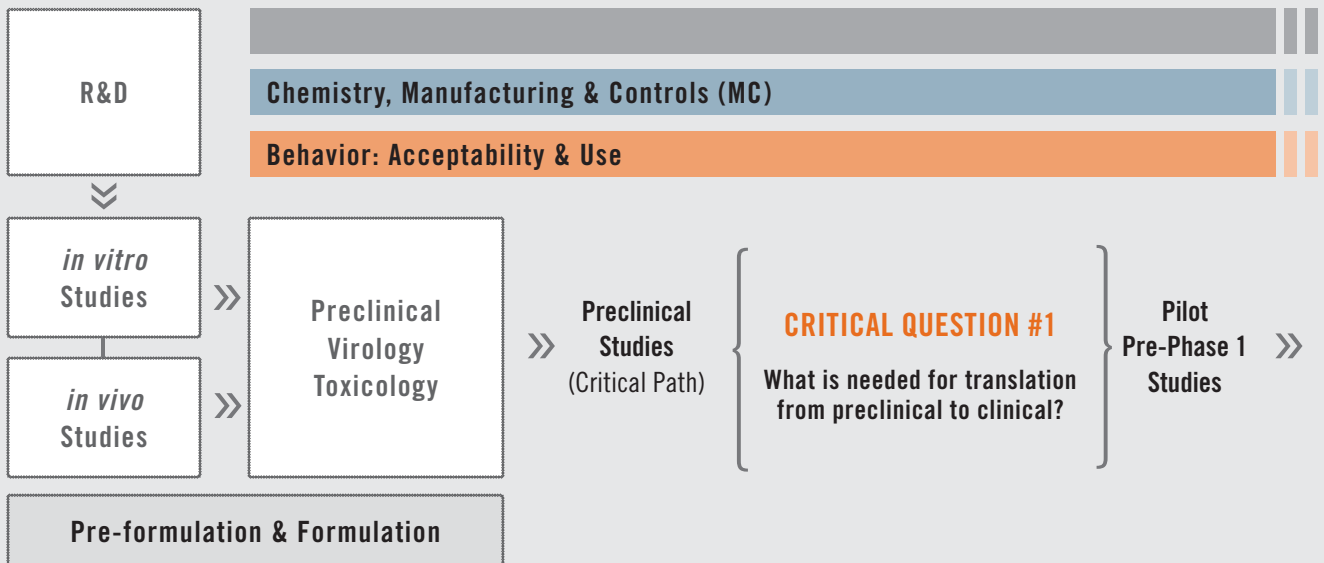 R&D
Chemistry, Manufacturing & Controls (MC)
Behavior: Acceptability & Use
in vitro
Studies
in vivo
Studies
Preclinical
Virology
Toxicology
Preclinical
Studies
(Critical Path)
CRITICAL QUESTION #1
What is needed for translation
from preclinical to clinical?
Pilot
Pre-Phase 1
Studies
Pre-formulation & Formulation